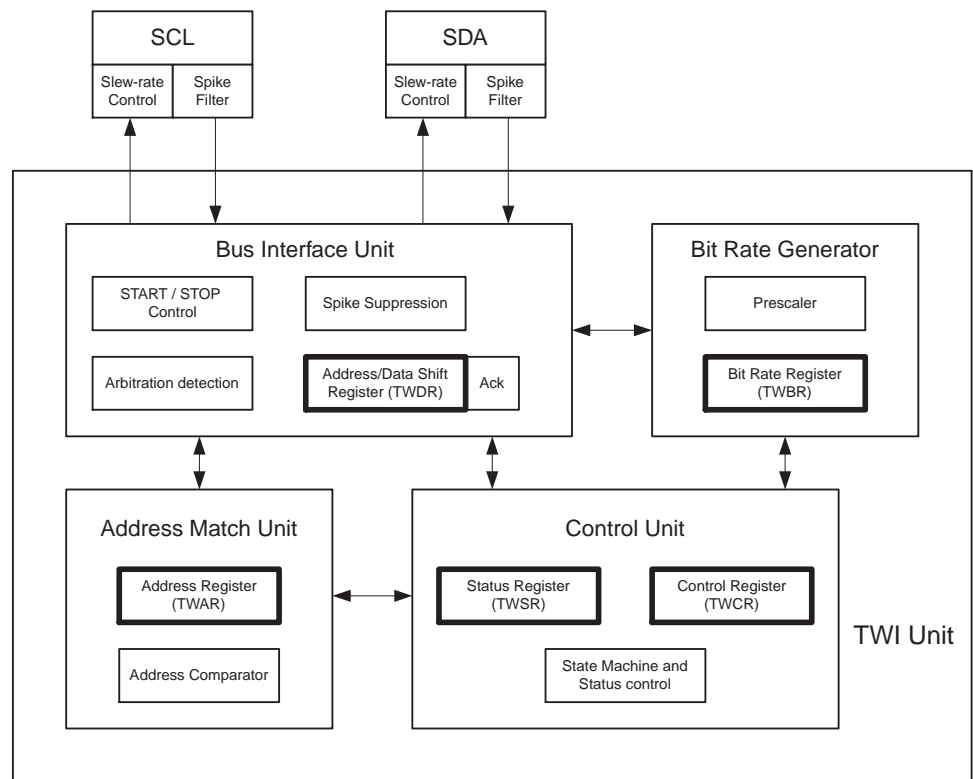 SCL
Slew-rate
Control
Spike
Filter
SDA
Slew-rate
Control
Spike
Filter
Bus Interface Unit
START / STOP
Control
Spike Suppression
Arbitration detection
Address/Data Shift
Register (TWDR)
Ack
Bit Rate Generator
Prescaler
Bit Rate Register
(TWBR)
Address Match Unit
Address Register
(TWAR)
Address Comparator
Control Unit
Status Register
(TWSR)
Control Register
(TWCR)
State Machine and
Status control
TWI Unit